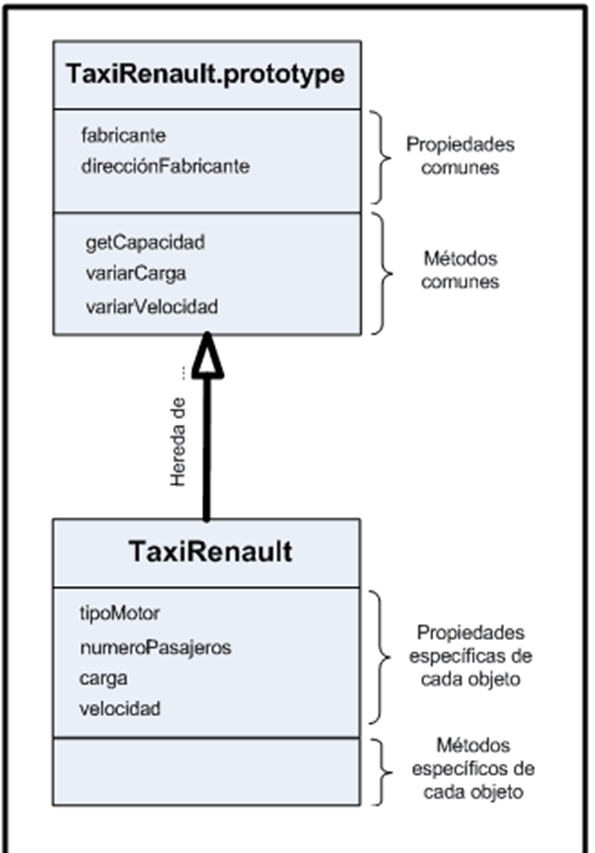 TaxiRenault.prototype
fabricante
direcciónFabricante
Propiedades
comunes
getCapacidad
variarCarga
variarVelocidad
Métodos
comunes
Hereda de ...
TaxiRenault
tipoMotor
numeroPasajeros
carga
velocidad
Propiedades
específicas de
cada objeto
Métodos
específicos de
cada objeto